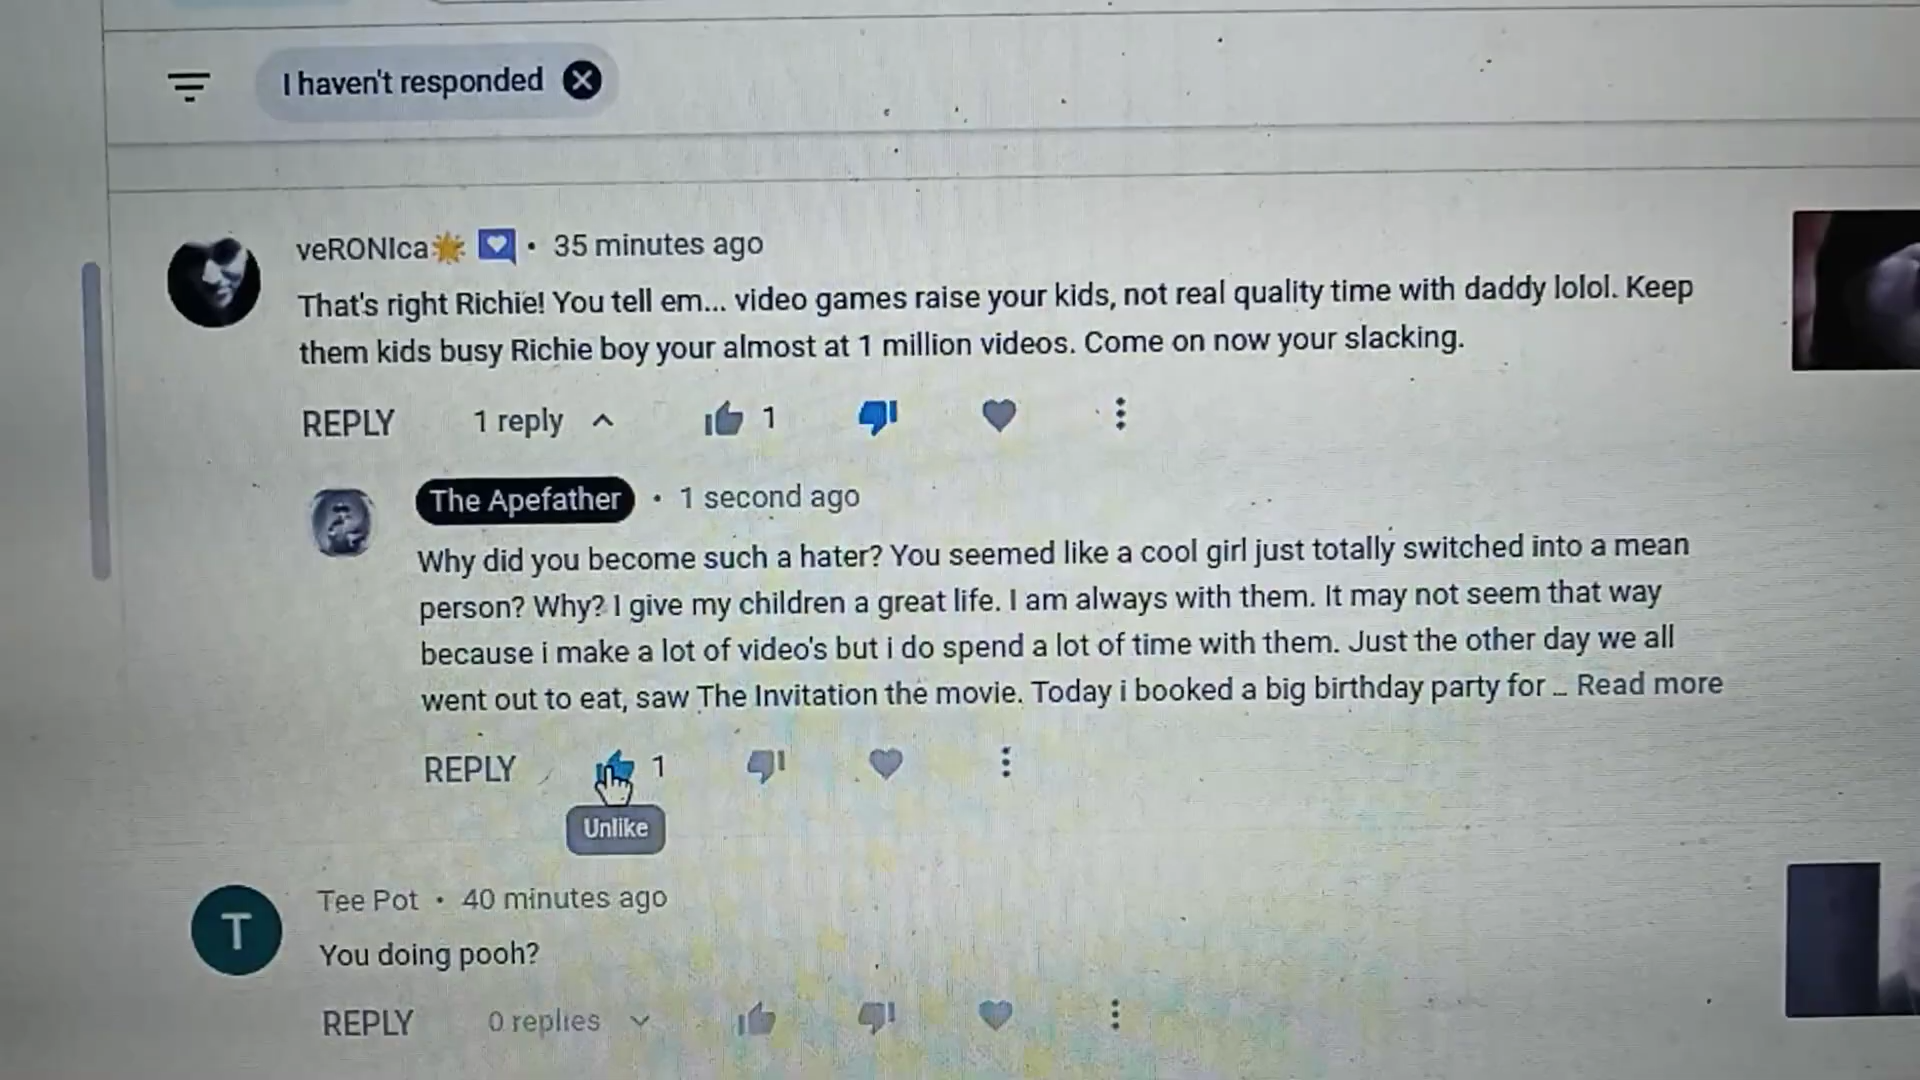 I haven't responded
veRONIca • 35 minutes ago
That's right Richie! You tell em... video games raise your kids, not real quality time with daddy lolol. Keep
them kids busy Richie boy your almost at 1 million videos. Come on now your slacking.
REPLY 1 reply 1
The Apefather • 1 second ago
Why did you become such a hater? You seemed like a cool girl just totally switched into a mean
person? Why? I give my children a great life. I am always with them. It may not seem that way
because i make a lot of video's but i do spend a lot of time with them. Just the other day we all
went out to eat, saw The Invitation the movie. Today i booked a big birthday party for ... Read more
REPLY 1
Unlike
T
Tee Pot • 40 minutes ago
You doing pooh?
REPLY 0 replies